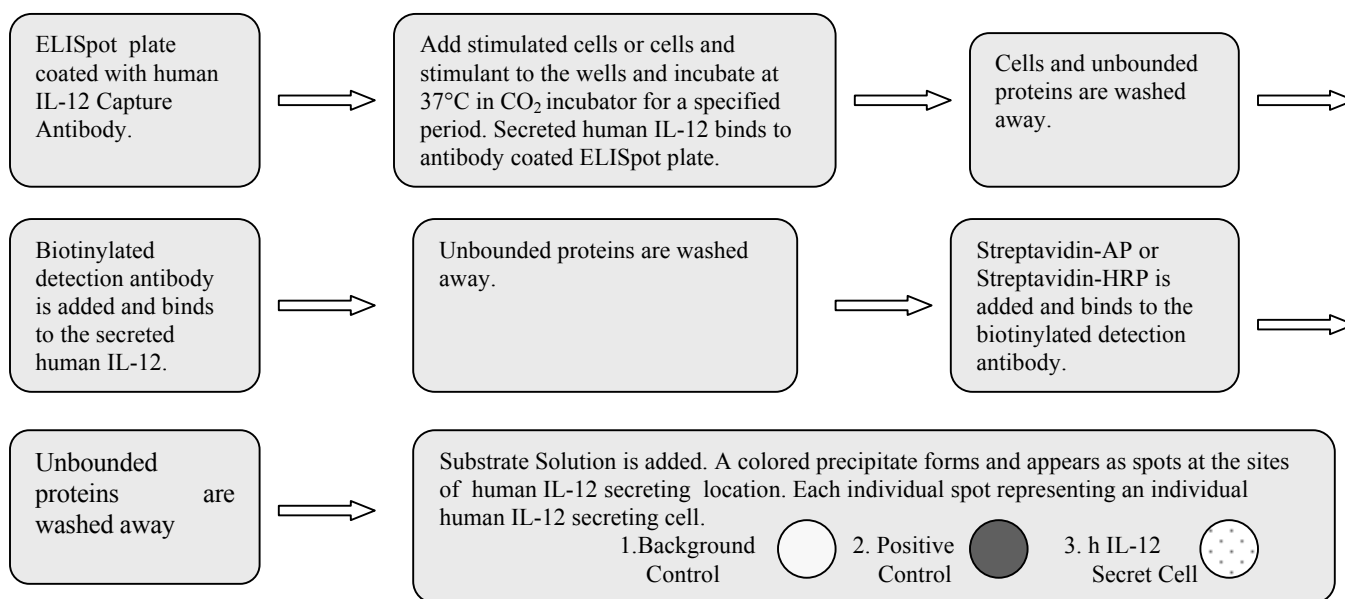 ELISpot plate
coated with human
IL-12 Capture
Antibody.
Add stimulated cells or cells and
stimulant to the wells and incubate at
37°C in CO₂ incubator for a specified
period. Secreted human IL-12 binds to
antibody coated ELISpot plate.
Cells and unbounded
proteins are washed
away.
Biotinylated
detection antibody
is added and binds
to the secreted
human IL-12.
Unbounded proteins are washed
away.
Streptavidin-AP or
Streptavidin-HRP is
added and binds to the
biotinylated detection
antibody.
Unbounded
proteins are
washed away
Substrate Solution is added. A colored precipitate forms and appears as spots at the sites
of human IL-12 secreting location. Each individual spot representing an individual
human IL-12 secreting cell.
1.Background
Control
2. Positive
Control
3. h IL-12
Secret Cell